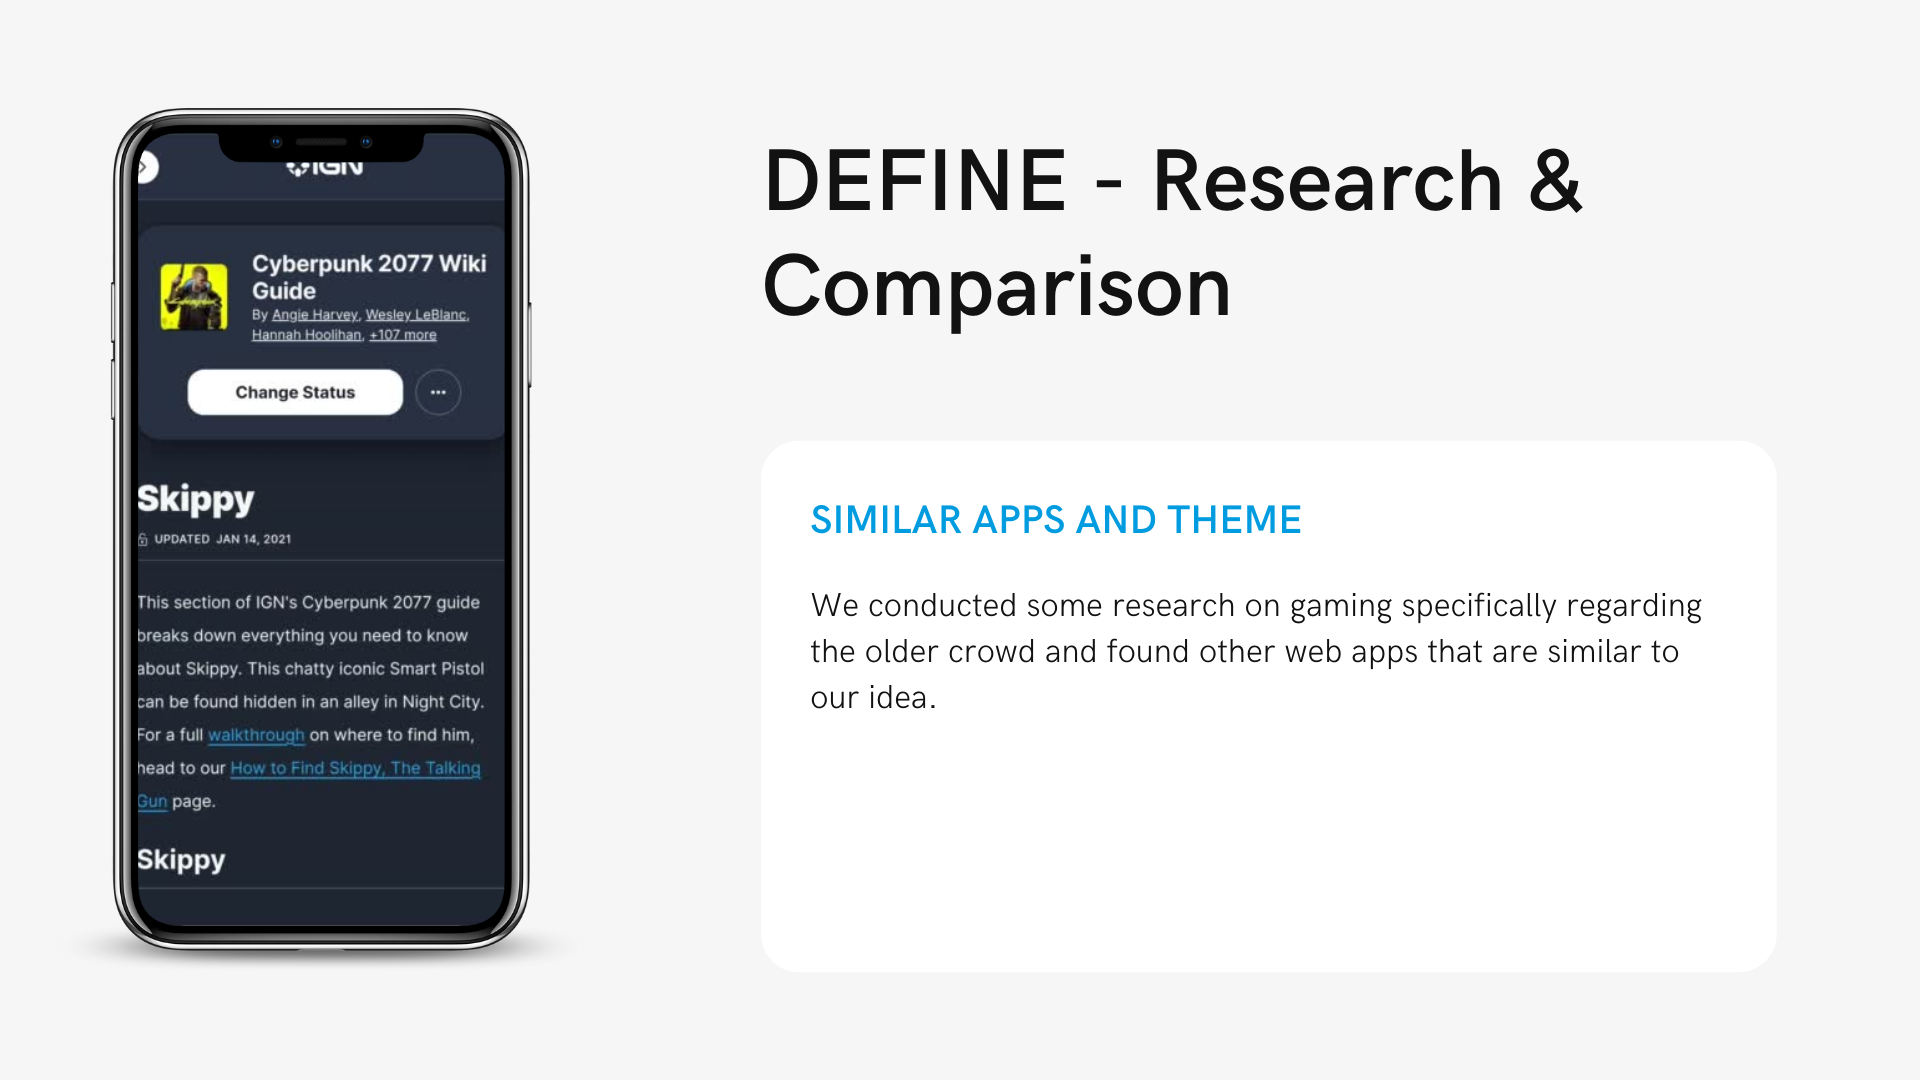 IGN
Cyberpunk 2077 Wiki
Guide
By Angie Harvey, Wesley LeBlanc,
Hannah Hoolihan, +107 more
Change Status
Skippy
UPDATED JAN 14, 2021
This section of IGN's Cyberpunk 2077 guide
breaks down everything you need to know
about Skippy. This chatty iconic Smart Pistol
can be found hidden in an alley in Night City.
For a full walkthrough on where to find him,
head to our How to Find Skippy, The Talking
Gun page.
Skippy
DEFINE - Research &
Comparison
SIMILAR APPS AND THEME
We conducted some research on gaming specifically regarding
the older crowd and found other web apps that are similar to
our idea.